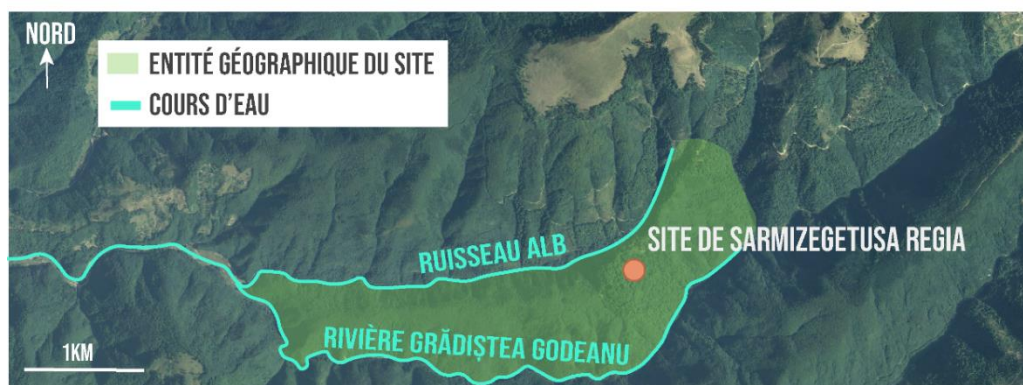 NORD
ENTITÉ GÉOGRAPHIQUE DU SITE
COURS D'EAU
RUISSEAU ALB
SITE DE SARMIZEGETUSA REGIA
RIVIÈRE GRĂDIȘTEA GODEANU
1KM